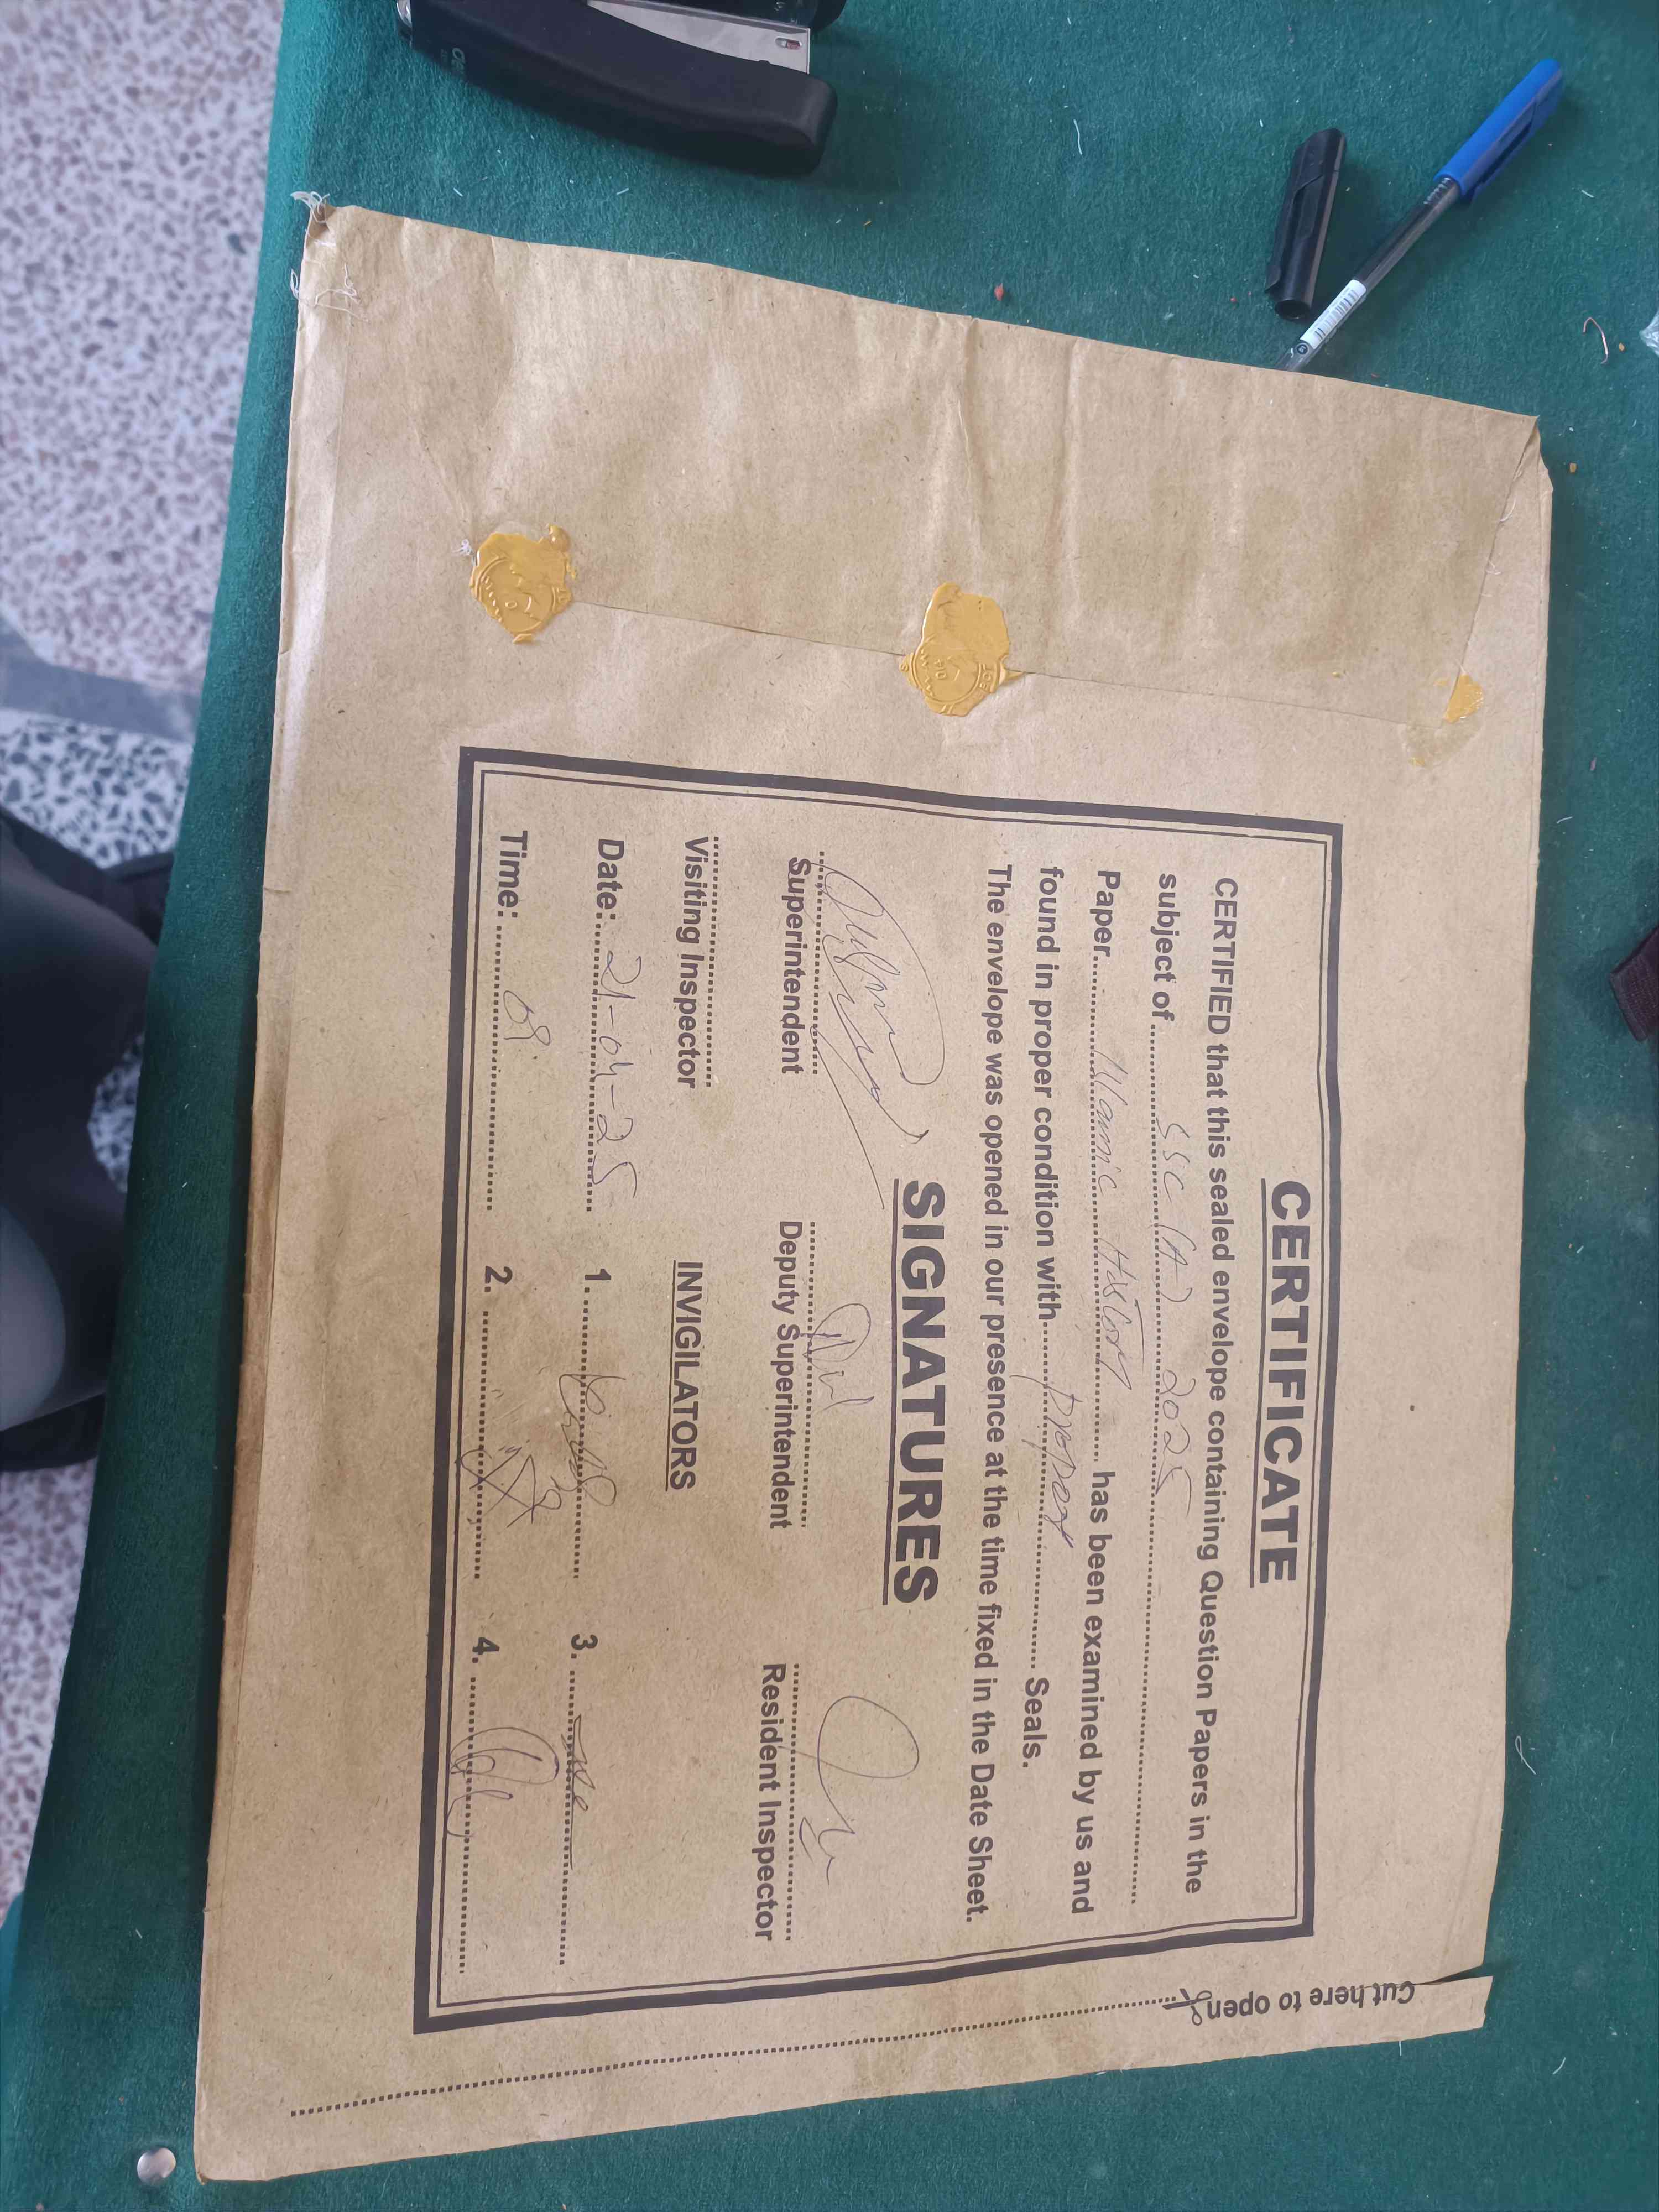 CERTIFICATE
CERTIFIED that this sealed envelope containing Question Papers in the
subject of SSC (A) 2025
Paper Islamic History has been examined by us and
found in proper condition with proper Seals.
The envelope was opened in our presence at the time fixed in the Date Sheet.
SIGNATURES
Superintendent Deputy Superintendent Resident Inspector
Visiting Inspector INVIGILATORS
Date: 21-04-25 1. 3.
Time: 09 2. 4.
Cut here to open